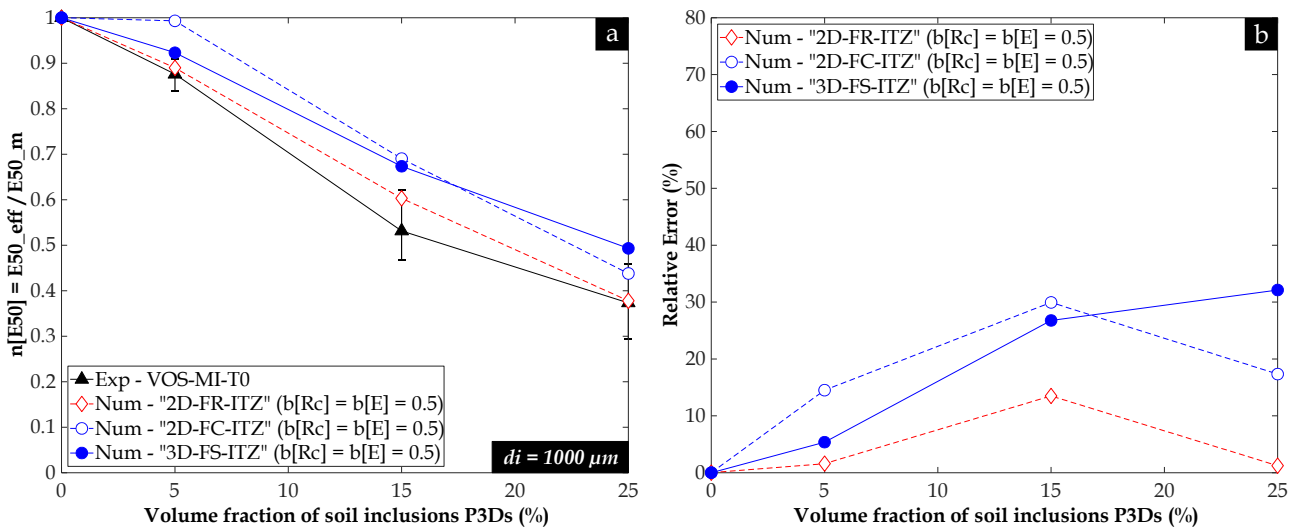 1
0.9
0.8
0.7
0.6
0.5
0.4
0.3
0.2
0.1
0
n[E50] = E50_eff / E50_m
a
Exp - VOS-MI-T0
Num - "2D-FR-ITZ" (b[Rc] = b[E] = 0.5)
Num - "2D-FC-ITZ" (b[Rc] = b[E] = 0.5)
Num - "3D-FS-ITZ" (b[Rc] = b[E] = 0.5)
di = 1000 μm
0 5 10 15 20 25
Volume fraction of soil inclusions P3Ds (%)
80
70
60
50
40
30
20
10
0
Relative Error (%)
Num - "2D-FR-ITZ" (b[Rc] = b[E] = 0.5)
Num - "2D-FC-ITZ" (b[Rc] = b[E] = 0.5)
Num - "3D-FS-ITZ" (b[Rc] = b[E] = 0.5)
b
0 5 10 15 20 25
Volume fraction of soil inclusions P3Ds (%)